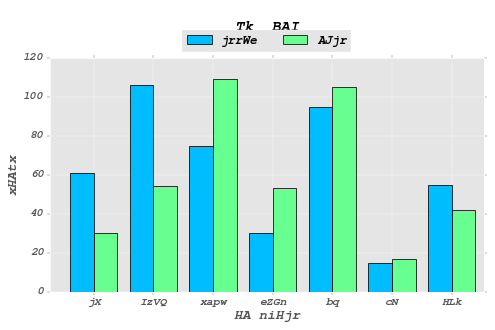 Tk  BAI
jrrWe  AJjr
120
100
80
60
40
20
0
xHAtx
jX  IzVQ  xapw  eZGn  bq  cN  HLk
HA niHjr